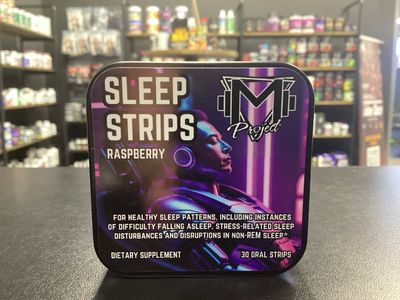 SLEEP
STRIPS
RASPBERRY
M
Project
FOR HEALTHY SLEEP PATTERNS, INCLUDING INSTANCES
OF DIFFICULTY FALLING ASLEEP, STRESS-RELATED SLEEP
DISTURBANCES AND DISRUPTIONS IN NON-REM SLEEP*
DIETARY SUPPLEMENT
30 ORAL STRIPS